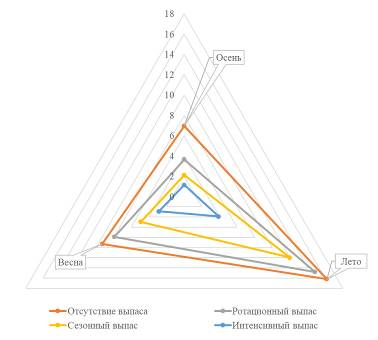 18
16
14
12
10
8
6
4
2
0
Осень
Весна
Лето
Отсутствие выпаса
Ротационный выпас
Сезонный выпас
Интенсивный выпас